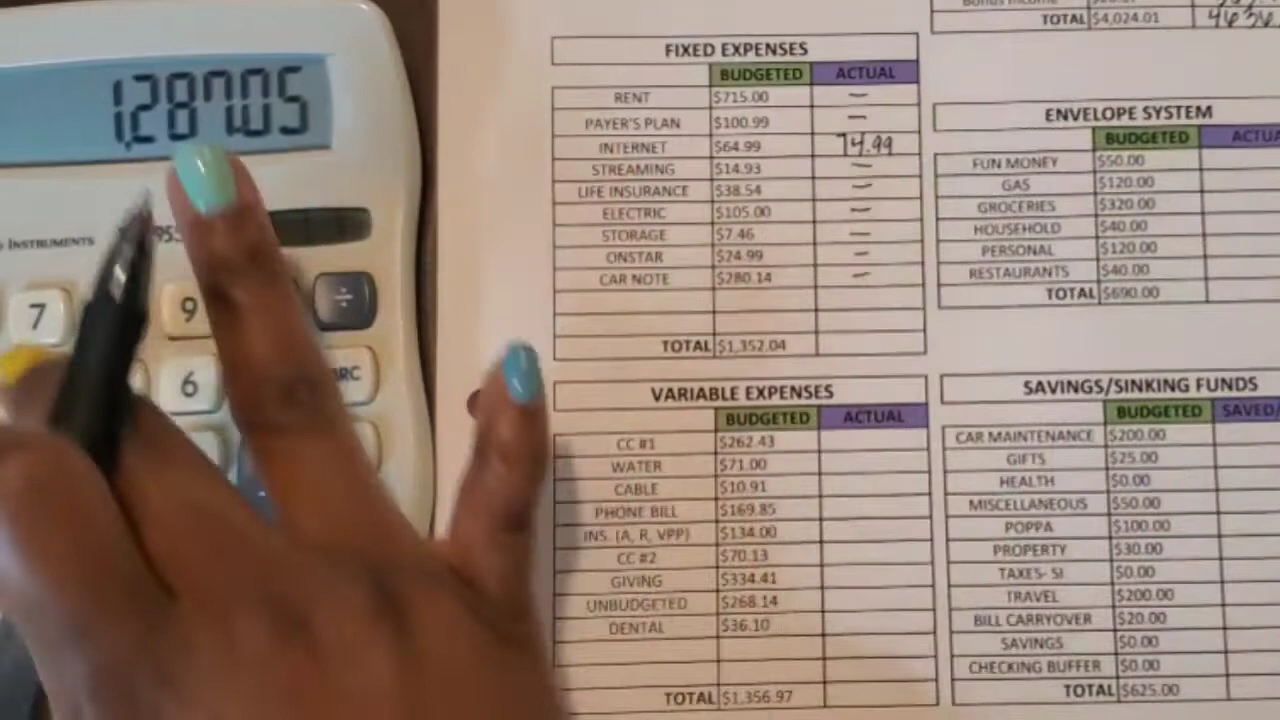 1,287.05
INSTRUMENTS
7
9
÷
6
TOTAL $4,024.01
FIXED EXPENSES
BUDGETED ACTUAL
RENT $715.00 —
PAYER'S PLAN $100.99 —
INTERNET $64.99 74.99
STREAMING $14.93 —
LIFE INSURANCE $38.54 —
ELECTRIC $105.00 —
STORAGE $7.46 —
ONSTAR $24.99 —
CAR NOTE $280.14 —
TOTAL $1,352.04
ENVELOPE SYSTEM
BUDGETED ACTUA
FUN MONEY $50.00
GAS $120.00
GROCERIES $320.00
HOUSEHOLD $40.00
PERSONAL $120.00
RESTAURANTS $40.00
TOTAL $690.00
VARIABLE EXPENSES
BUDGETED ACTUAL
CC #1 $262.43
WATER $71.00
CABLE $10.91
PHONE BILL $169.85
INS. (A, R, VPP) $134.00
CC #2 $70.13
GIVING $334.41
UNBUDGETED $268.14
DENTAL $36.10
TOTAL $1,356.97
SAVINGS/SINKING FUNDS
BUDGETED SAVED/
CAR MAINTENANCE $200.00
GIFTS $25.00
HEALTH $0.00
MISCELLANEOUS $50.00
POPPA $100.00
PROPERTY $30.00
TAXES- SI $0.00
TRAVEL $200.00
BILL CARRYOVER $20.00
SAVINGS $0.00
CHECKING BUFFER $0.00
TOTAL $625.00